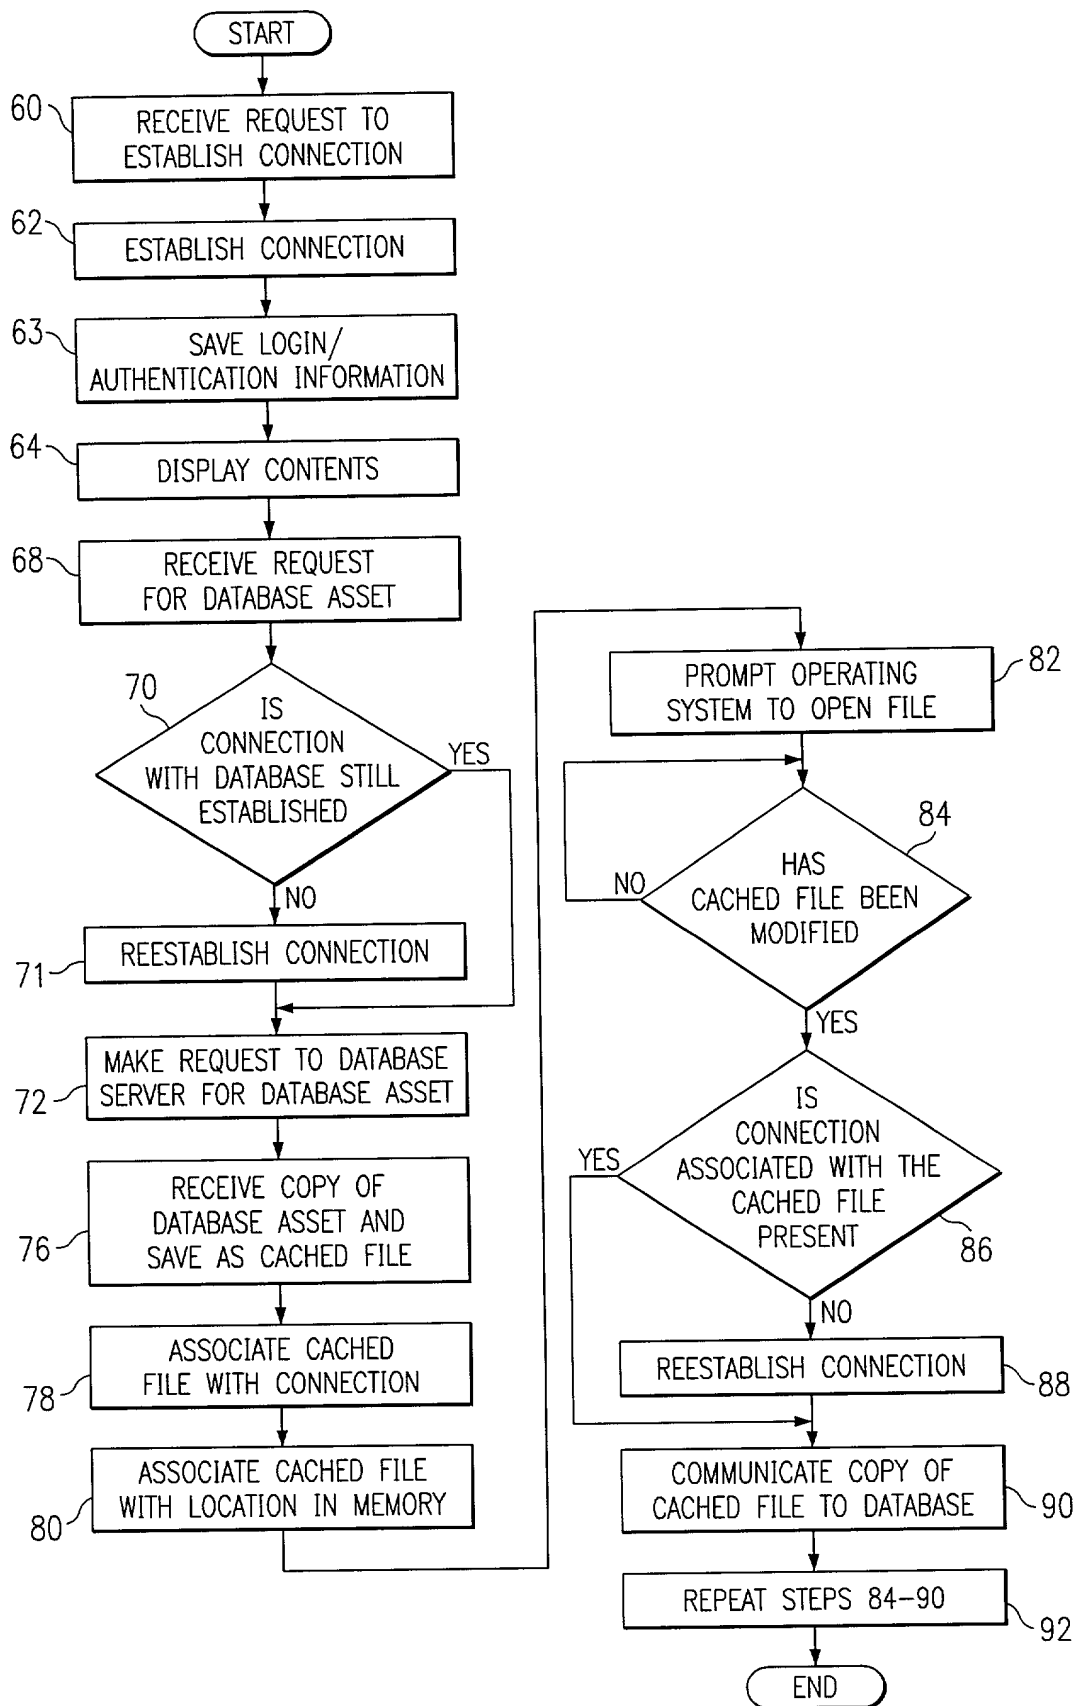 START
60
RECEIVE REQUEST TO
ESTABLISH CONNECTION
62
ESTABLISH CONNECTION
63
SAVE LOGIN/
AUTHENTICATION INFORMATION
64
DISPLAY CONTENTS
68
RECEIVE REQUEST
FOR DATABASE ASSET
70
IS
CONNECTION
WITH DATABASE STILL
ESTABLISHED
YES
NO
REESTABLISH CONNECTION
71
MAKE REQUEST TO DATABASE
SERVER FOR DATABASE ASSET
72
RECEIVE COPY OF
DATABASE ASSET AND
SAVE AS CACHED FILE
76
ASSOCIATE CACHED
FILE WITH CONNECTION
78
ASSOCIATE CACHED FILE
WITH LOCATION IN MEMORY
80
PROMPT OPERATING
SYSTEM TO OPEN FILE
82
84
HAS
CACHED FILE BEEN
MODIFIED
NO
YES
IS
CONNECTION
ASSOCIATED WITH THE
CACHED FILE
PRESENT
YES
86
NO
REESTABLISH CONNECTION
88
COMMUNICATE COPY OF
CACHED FILE TO DATABASE
90
REPEAT STEPS 84–90
92
END